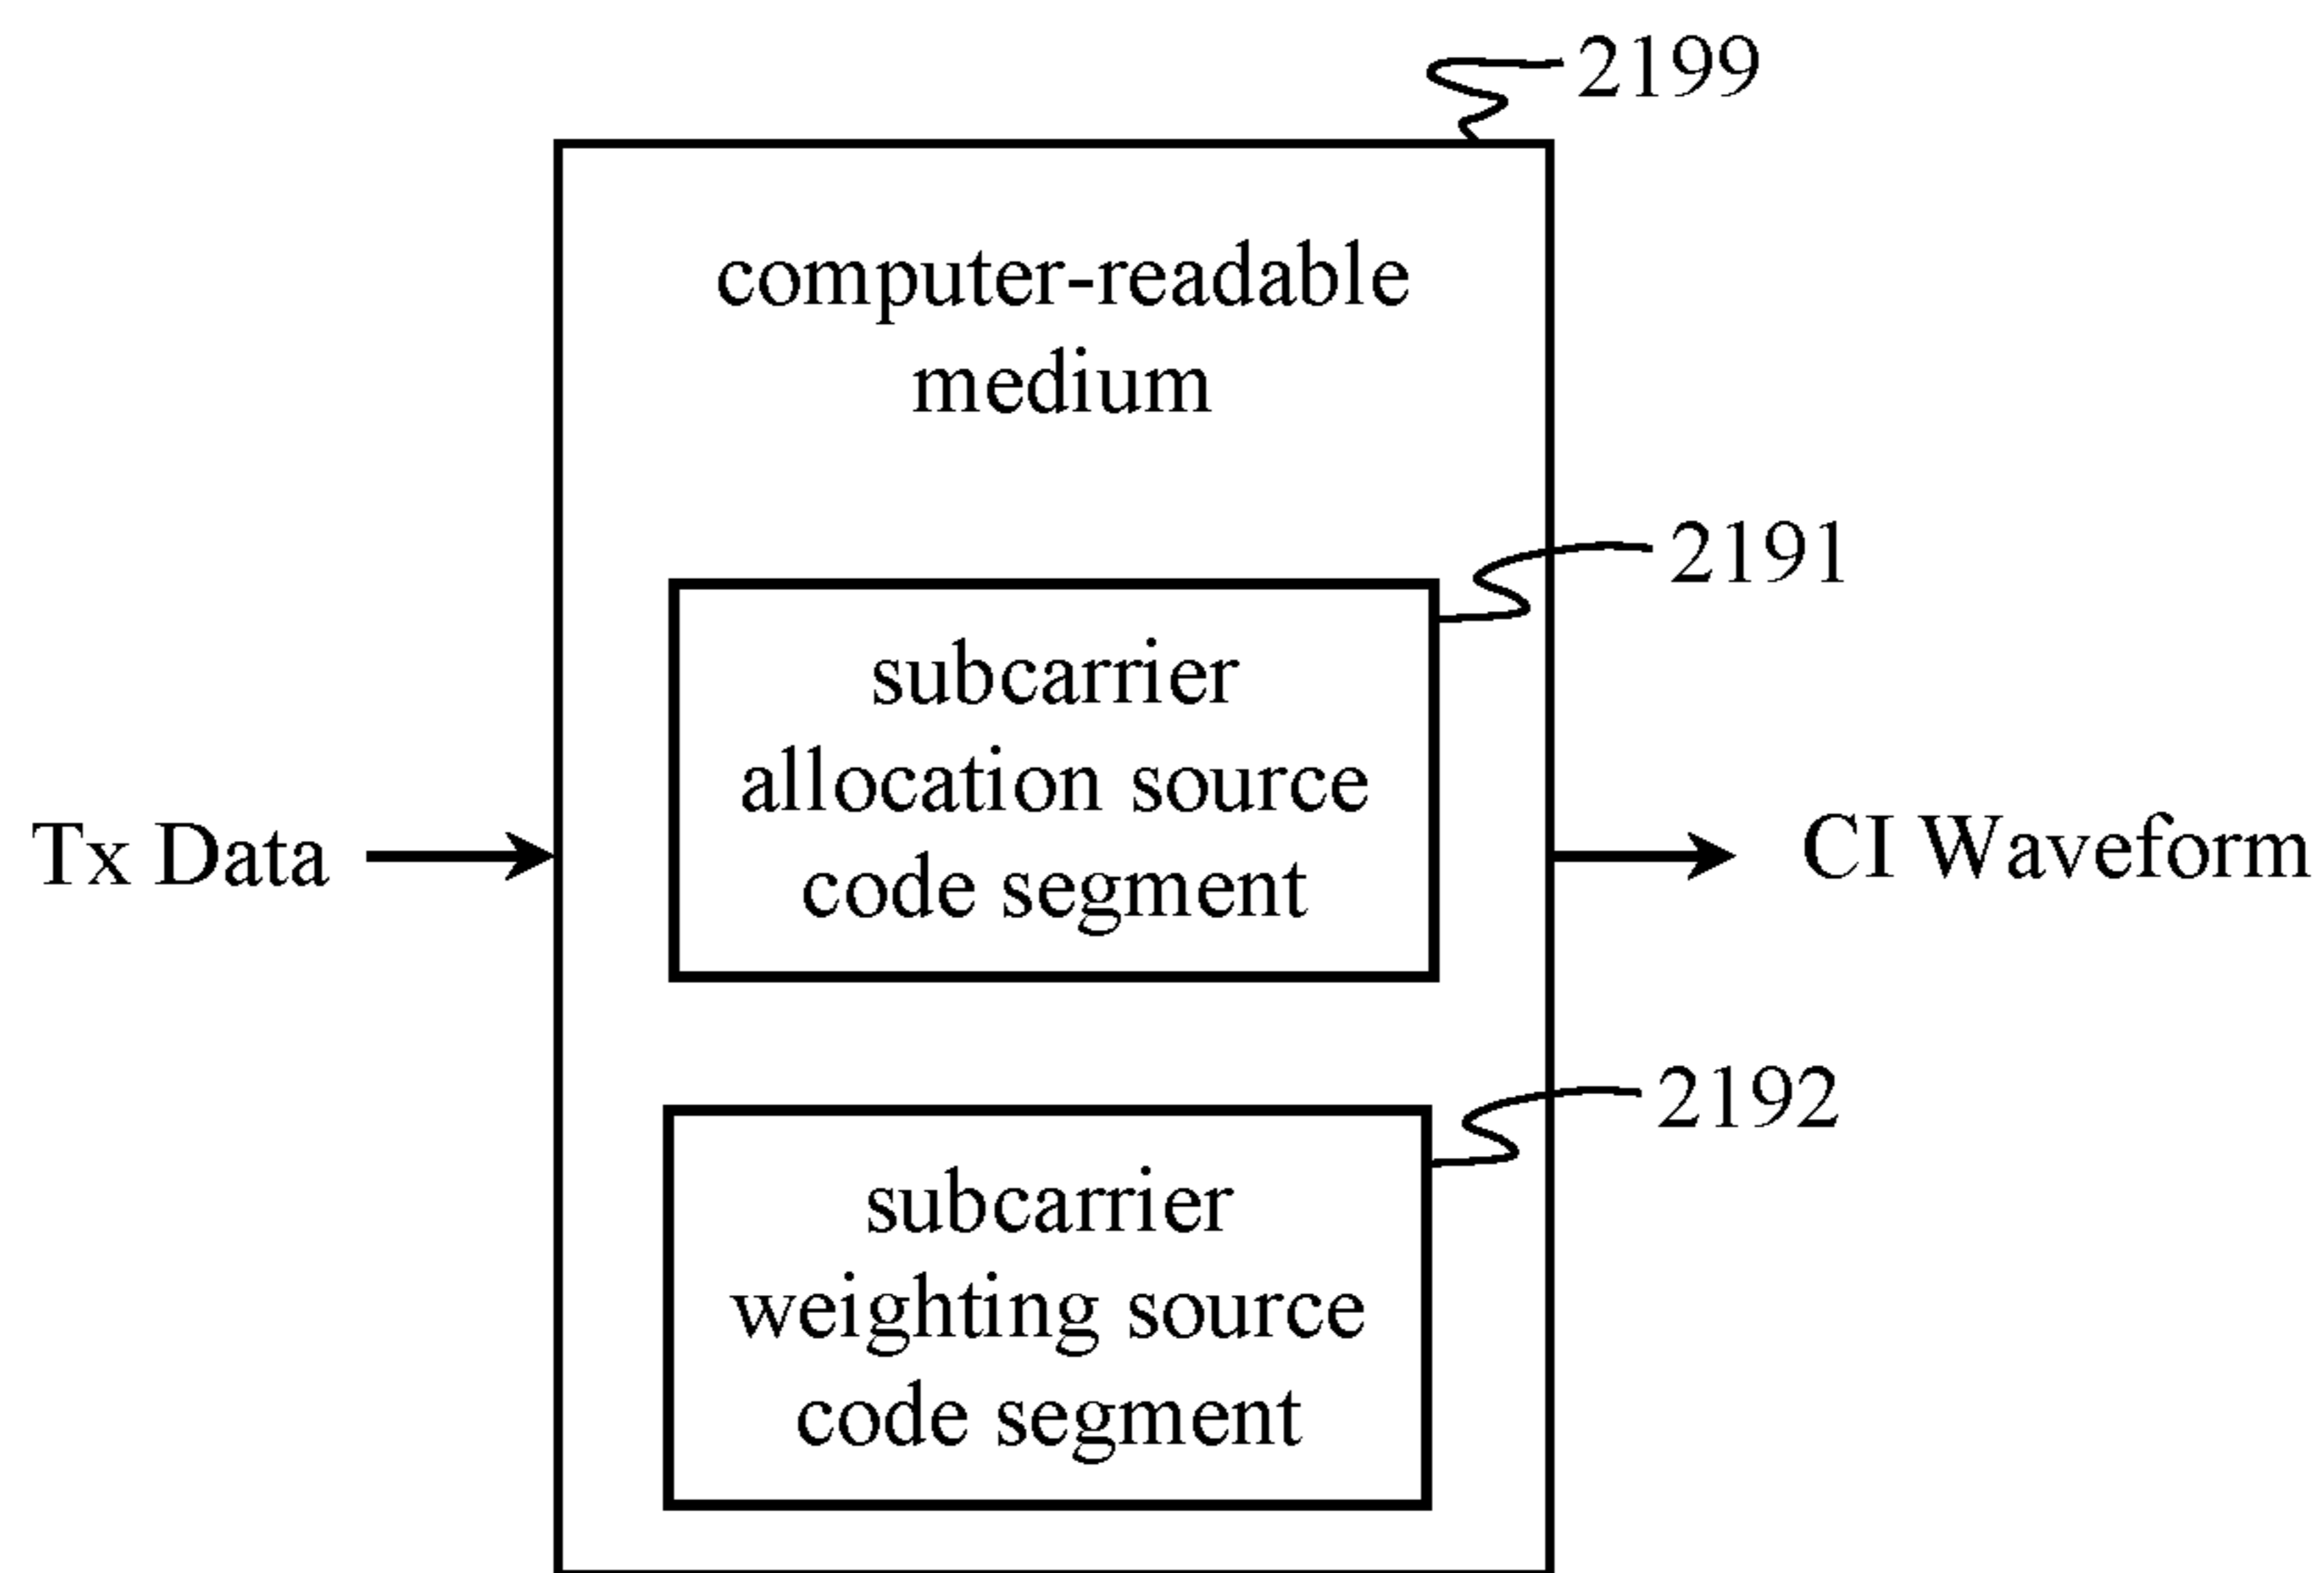 2199
computer-readable
medium
2191
subcarrier
allocation source
code segment
Tx Data
CI Waveform
2192
subcarrier
weighting source
code segment